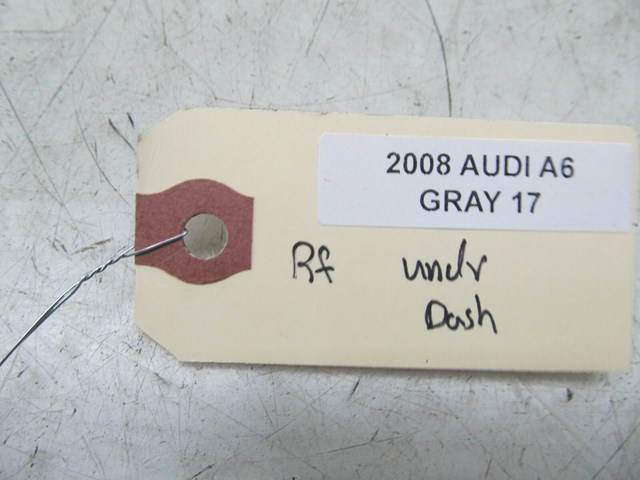 2008 AUDI A6
GRAY 17
Rf undr
Dash